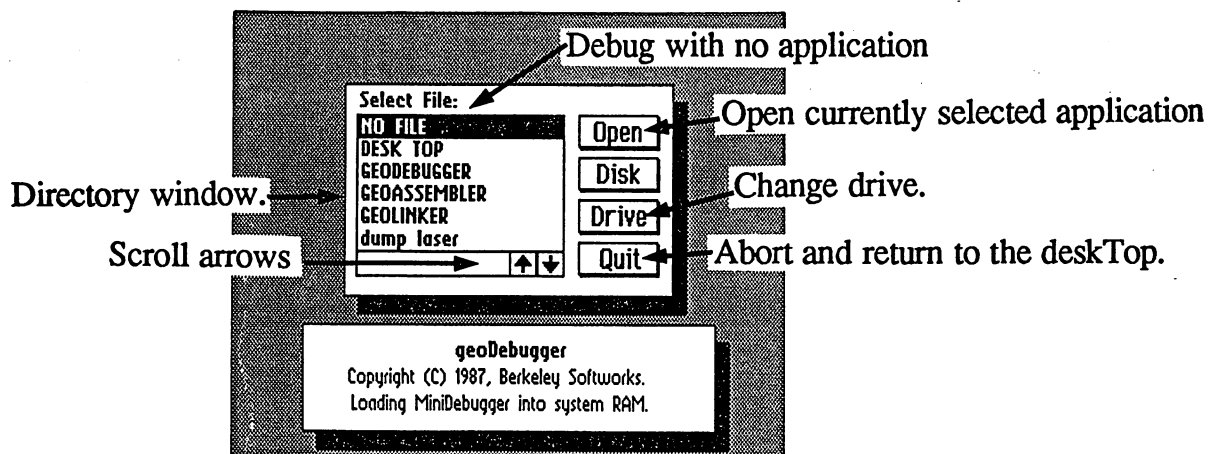 Debug with no application
Select File:
NO FILE
DESK TOP
GEODEBUGGER
GEOASSEMBLER
GEOLINKER
dump laser
Open
Disk
Drive
Quit
Open currently selected application
Directory window.
Change drive.
Scroll arrows
Abort and return to the deskTop.
geoDebugger
Copyright (C) 1987, Berkeley Softworks.
Loading MiniDebugger into system RAM.